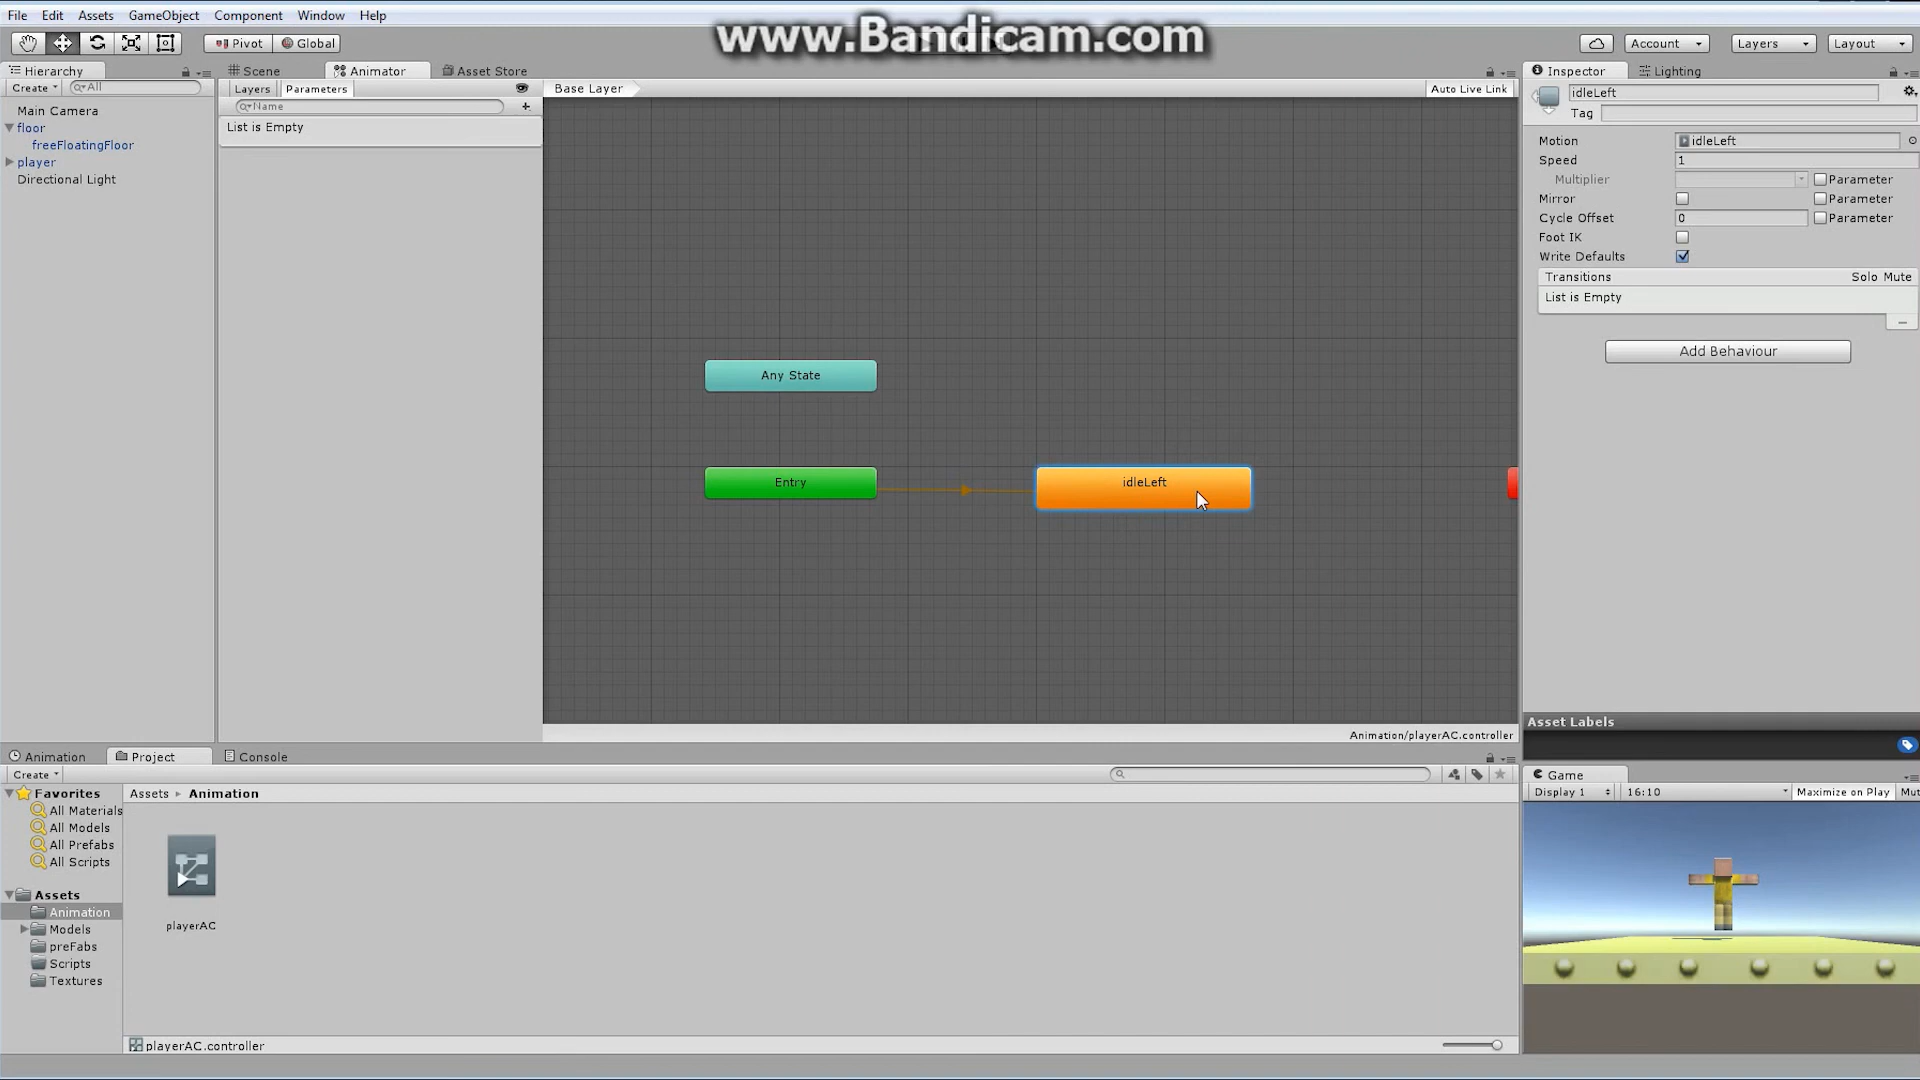 File Edit Assets GameObject Component Window Help
www.Bandicam.com
Pivot Global
Account Layers Layout
Hierarchy
Create All
Main Camera
floor
freeFloatingFloor
player
Directional Light
Scene Animator Asset Store
Layers Parameters
Name
List is Empty
Base Layer
Auto Live Link
Any State
Entry
idleLeft
Animation/playerAC.controller
Inspector Lighting
idleLeft
Tag
Motion idleLeft
Speed 1
Multiplier Parameter
Mirror Parameter
Cycle Offset 0 Parameter
Foot IK
Write Defaults
Transitions Solo Mute
List is Empty
Add Behaviour
Asset Labels
Animation Project Console
Create
Favorites
All Materials
All Models
All Prefabs
All Scripts
Assets
Animation
Models
preFabs
Scripts
Textures
Assets Animation
playerAC
playerAC.controller
Game
Display 1 16:10 Maximize on Play Mut